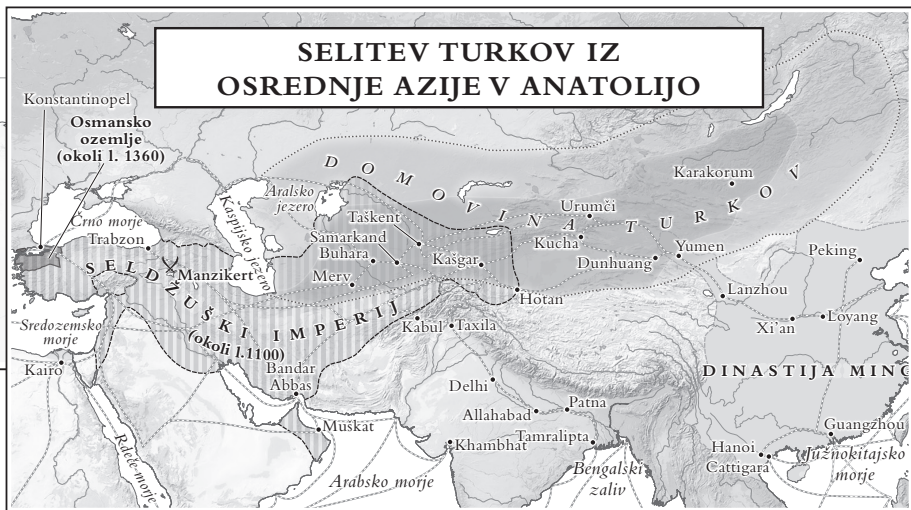 SELITEV TURKOV IZ
OSREDNJE AZIJE V ANATOLIJO
Konstantinopel
Osmansko
ozemlje
(okoli l. 1360)
Črno morje
Trabzon
Manzikert
Kaspijsko jezero
Aralsko
jezero
DOMOVINA TURKOV
Karakorum
Taškent
Samarkand
Buhara
Merv
Kašgar
Urumči
Kucha
Dunhuang
Yumen
Peking
Hotan
Lanzhou
Xi'an
Loyang
SELDŽUŠKI IMPERIJ
(okoli l.1100)
Sredozemsko
morje
Kairo
Kabul
Taxila
Bandar
Abbas
Muškat
Delhi
Allahabad
Patna
Khambhat
Tamralipta
DINASTIJA MING
Guangzhou
Hanoi
Cattigara
Južnokitajsko
morje
Rdeče morje
Arabsko morje
Bengalski
zaliv